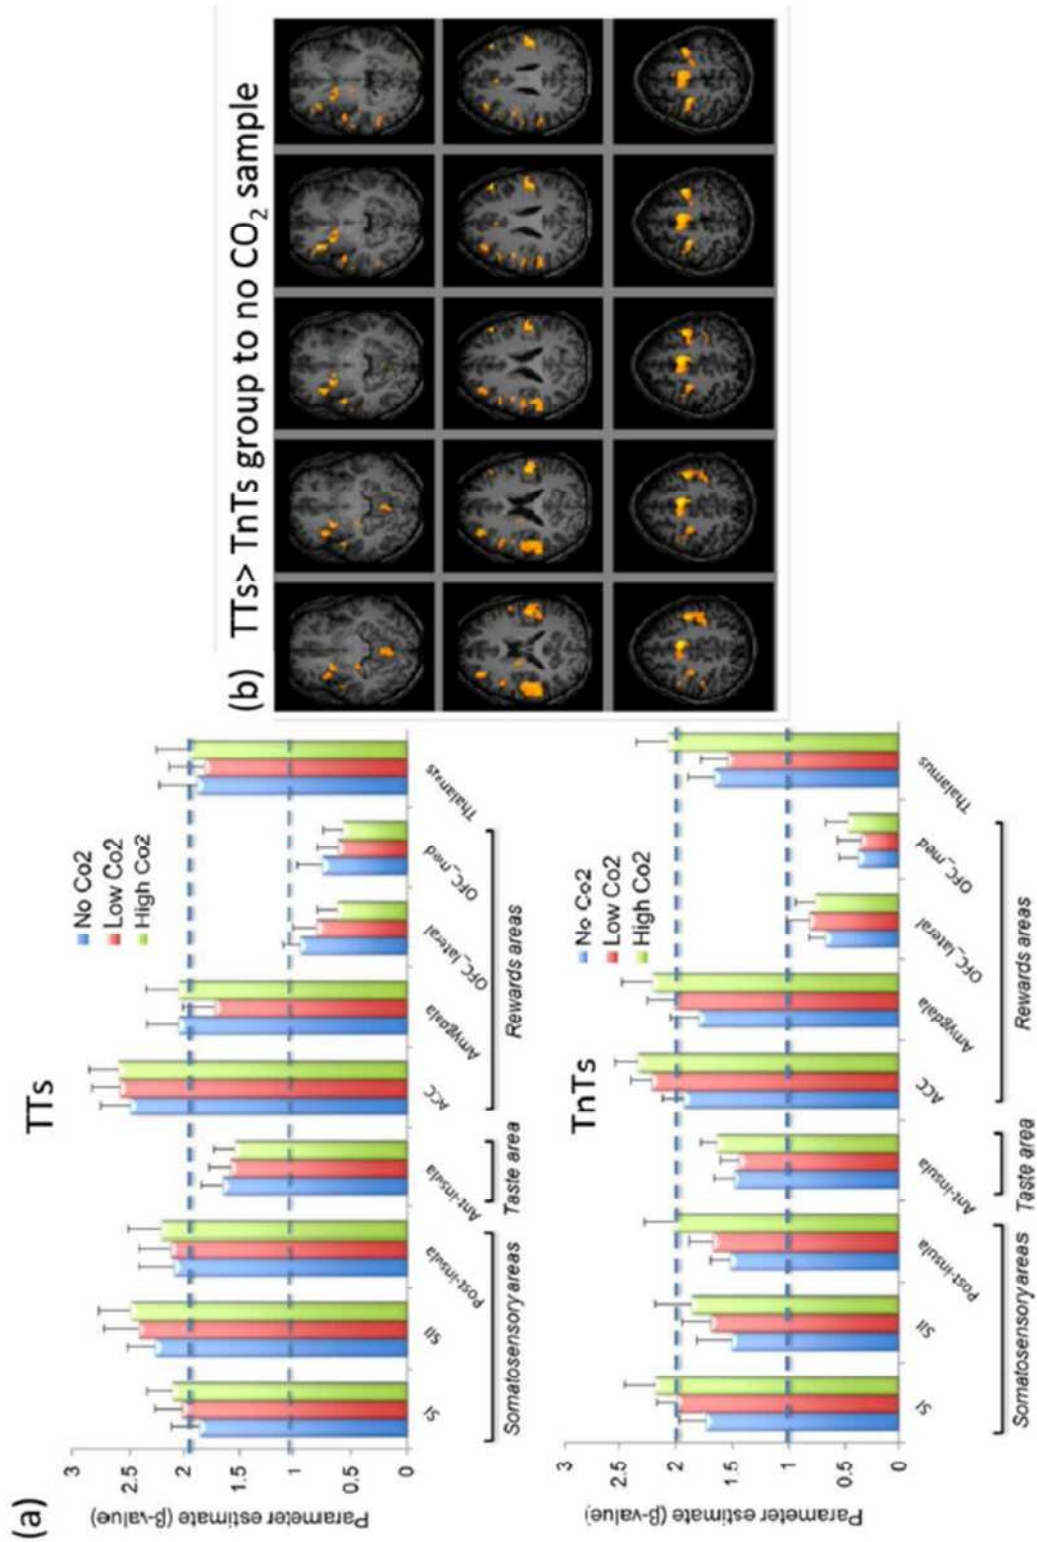 (a)
TTs
No Co2
Low Co2
High Co2
Parameter estimate (β-value)
3
2.5
2
1.5
1
0.5
0
SI
SII
Post-insula
Ant-insula
ACC
Amygdala
OFC_lateral
OFC_med
Thalamus
Somatosensory areas
Taste area
Rewards areas
TnTs
No Co2
Low Co2
High Co2
Parameter estimate (β-value)
3
2.5
2
1.5
1
0.5
0
SI
SII
Post-insula
Ant-insula
ACC
Amygdala
OFC_lateral
OFC_med
Thalamus
Somatosensory areas
Taste area
Rewards areas
(b) TTs> TnTs group to no CO₂ sample